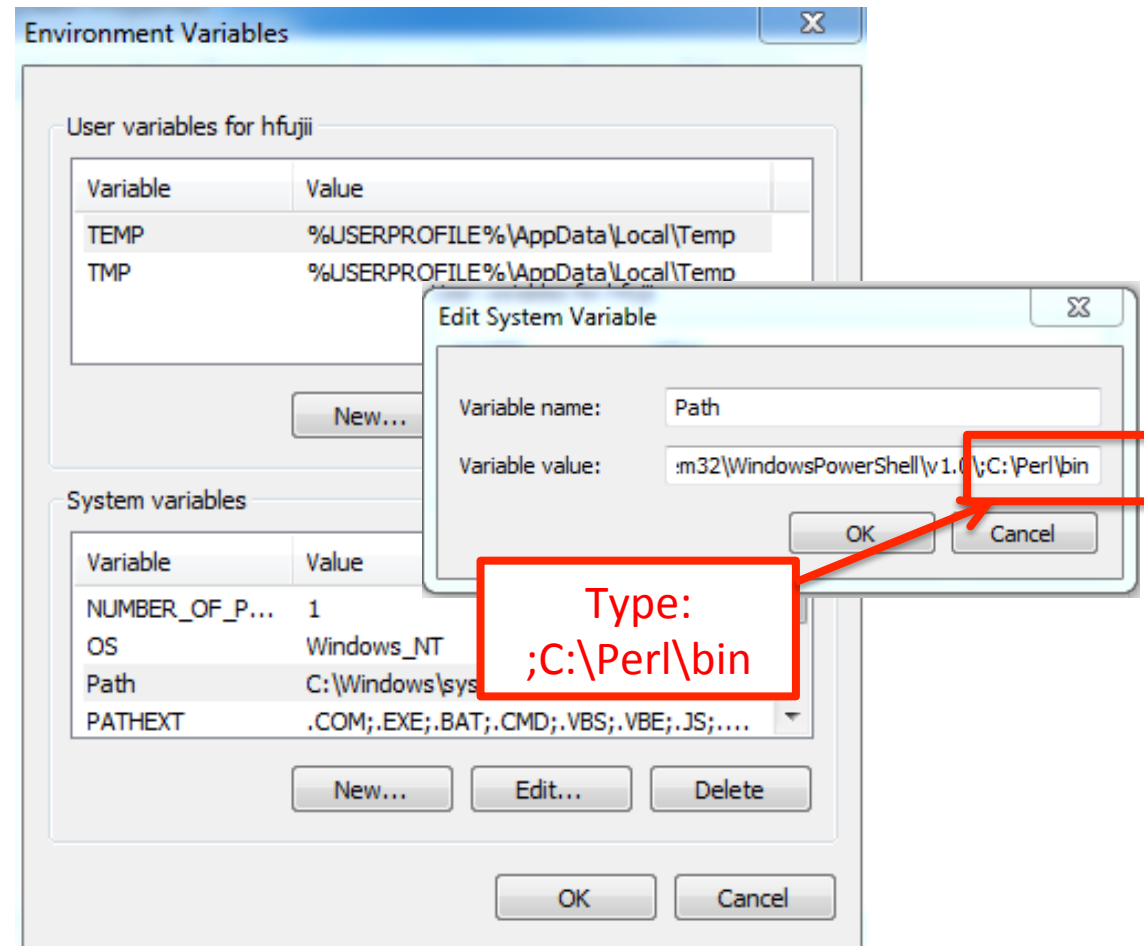 Environment Variables
User variables for hfujii
Variable Value
TEMP %USERPROFILE%\AppData\Local\Temp
TMP %USERPROFILE%\AppData\Local\Temp
New...
Edit System Variable
Variable name: Path
Variable value: m32\WindowsPowerShell\v1.0\;C:\Perl\bin
OK Cancel
System variables
Variable Value
NUMBER_OF_P... 1
OS Windows_NT
Path C:\Windows\sys
PATHEXT .COM;.EXE;.BAT;.CMD;.VBS;.VBE;.JS;....
Type:
;C:\Perl\bin
New... Edit... Delete
OK Cancel